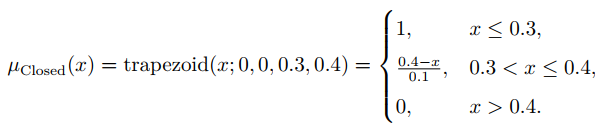 μ_Closed(x) = trapezoid(x; 0, 0, 0.3, 0.4) = { 1, x ≤ 0.3,
(0.4−x)/0.1, 0.3 < x ≤ 0.4,
0, x > 0.4.